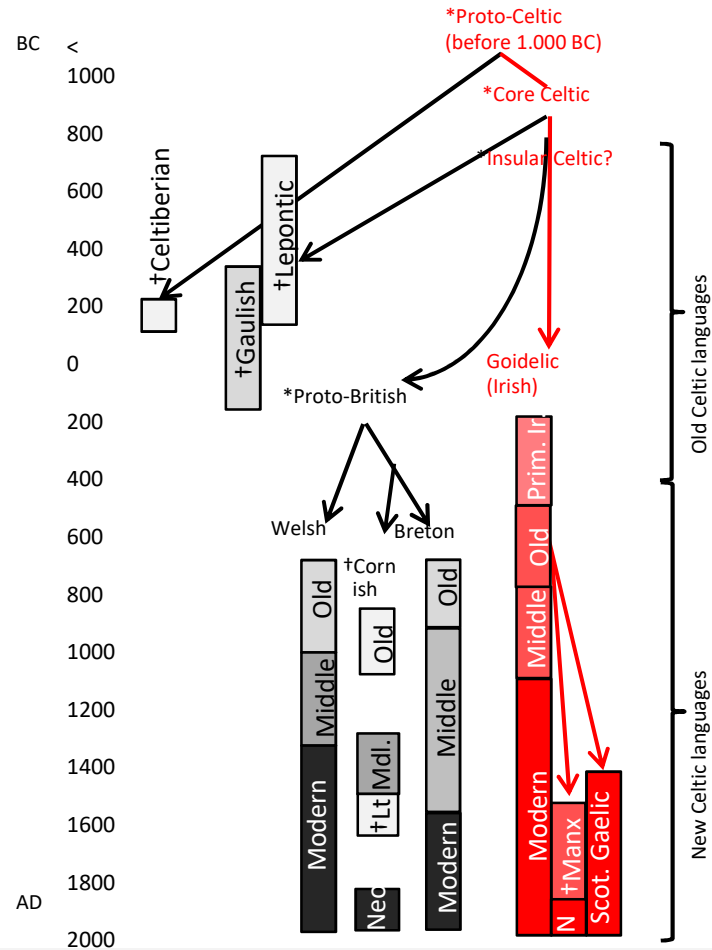 *Proto-Celtic
(before 1.000 BC)
BC
<
1000
*Core Celtic
800
*Insular Celtic?
600
†Celtiberian
†Lepontic
400
200
†Gaulish
0
Goidelic
(Irish)
*Proto-British
200
Prim. Ir.
400
600
Welsh
Breton
†Corn
ish
Old
Old
Old
Old
800
Middle
1000
Middle
Middle
1200
Mdl.
1400
Modern
†Lt
Modern
†Manx
Scot. Gaelic
1600
Modern
Neo
N
1800
AD
2000
Old Celtic languages
New Celtic languages